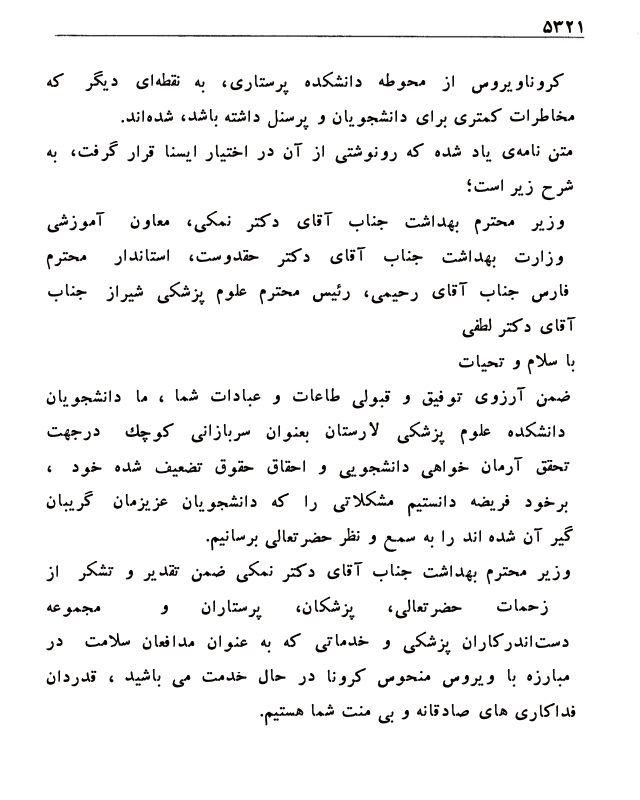 ۵۳۲۱
کروناویروس از محوطه دانشکده پرستاری، به نقطه‌ای دیگر که
مخاطرات کمتری برای دانشجویان و پرسنل داشته باشد، شده‌اند.
متن نامه‌ی یاد شده که رونوشتی از آن در اختیار ایسنا قرار گرفت، به
شرح زیر است؛
وزیر محترم بهداشت جناب آقای دکتر نمکی، معاون آموزشی
وزارت بهداشت جناب آقای دکتر حقدوست، استاندار محترم
فارس جناب آقای رحیمی، رئیس محترم علوم پزشکی شیراز جناب
آقای دکتر لطفی
با سلام و تحیات
ضمن آرزوی توفیق و قبولی طاعات و عبادات شما ، ما دانشجویان
دانشکده علوم پزشکی لارستان بعنوان سربازانی کوچك درجهت
تحقق آرمان خواهی دانشجویی و احقاق حقوق تضعیف شده خود ،
برخود فریضه دانستیم مشکلاتی را که دانشجویان عزیزمان گریبان
گیر آن شده اند را به سمع و نظر حضرتعالی برسانیم.
وزیر محترم بهداشت جناب آقای دکتر نمکی ضمن تقدیر و تشکر از
زحمات حضرتعالی، پزشکان، پرستاران و مجموعه
دست‌اندرکاران پزشکی و خدماتی که به عنوان مدافعان سلامت در
مبارزه با ویروس منحوس کرونا در حال خدمت می باشید ، قدردان
فداکاری های صادقانه و بی منت شما هستیم.